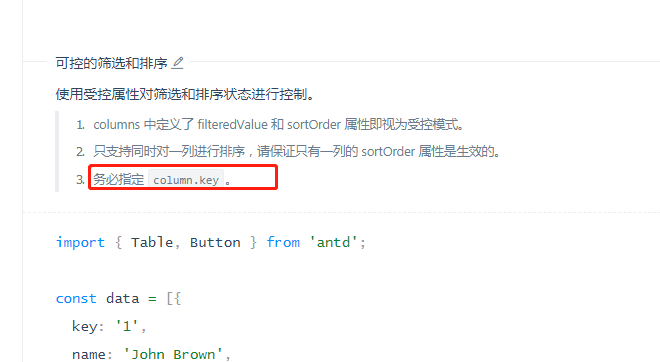 可控的筛选和排序
使用受控属性对筛选和排序状态进行控制。
1. columns 中定义了 filteredValue 和 sortOrder 属性即视为受控模式。
2. 只支持同时对一列进行排序，请保证只有一列的 sortOrder 属性是生效的。
3. 务必指定 column.key 。
import { Table, Button } from 'antd';
const data = [{
key: '1',
name: 'John Brown',